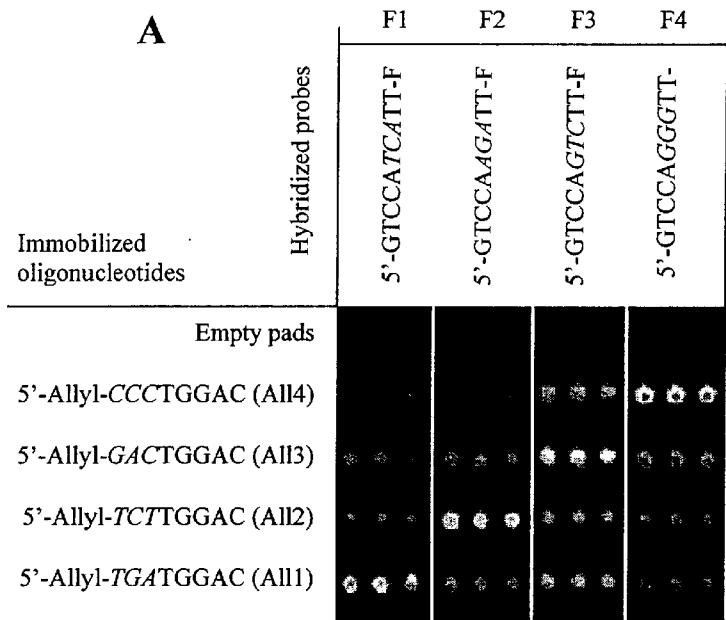 A
F1 F2 F3 F4
Hybridized probes
5'-GTCCATCATT-F
5'-GTCCAAGATT-F
5'-GTCCAGTCTT-F
5'-GTCCAGGGTT-
Immobilized
oligonucleotides
Empty pads
5'-Allyl-CCCTGGAC (All4)
5'-Allyl-GACTGGAC (All3)
5'-Allyl-TCTTGGAC (All2)
5'-Allyl-TGATGGAC (All1)